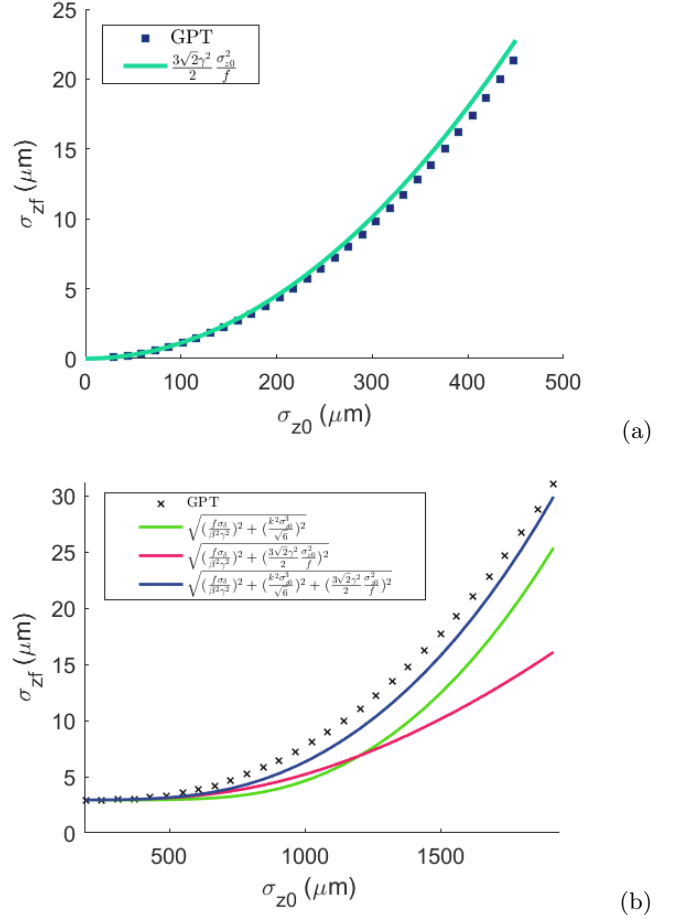 25
20
15
10
5
0
σzf (μm)
GPT
3√2γ²/2 σ²z0/f
0 100 200 300 400 500
σz0 (μm)
(a)
30
25
20
15
10
5
0
σzf (μm)
GPT
√((fσδ/β²γ²)² + (k²σ³z0/√6)²)
√((fσδ/β²γ²)² + (3√2γ²/2 σ²z0/f)²)
√((fσδ/β²γ²)² + (k²σ³z0/√6)² + (3√2γ²/2 σ²z0/f)²)
500 1000 1500
σz0 (μm)
(b)